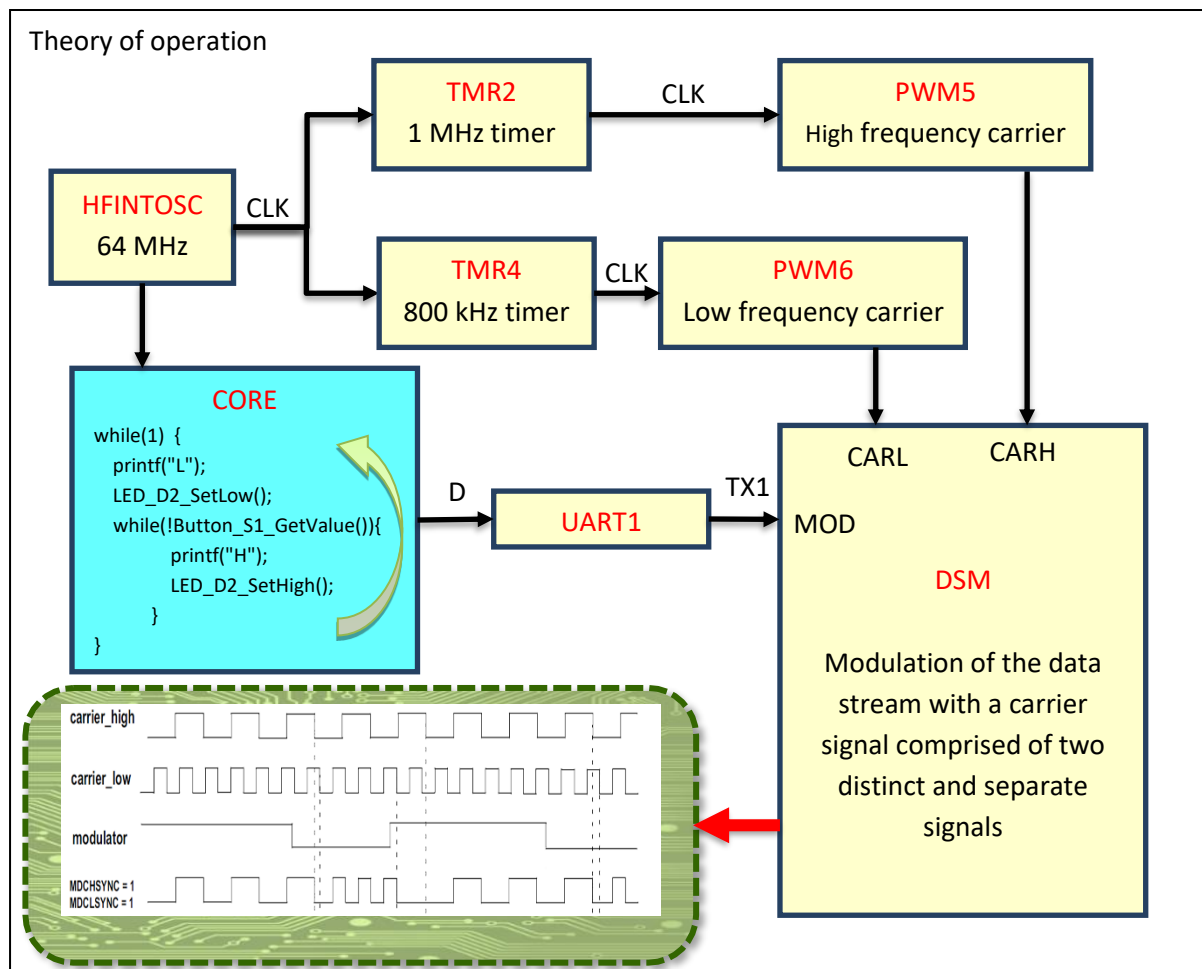 Theory of operation
TMR2
1 MHz timer
CLK
PWM5
High frequency carrier
HFINTOSC
64 MHz
CLK
TMR4
800 kHz timer
CLK
PWM6
Low frequency carrier
CORE
while(1) {
printf("L");
LED_D2_SetLow();
while(!Button_S1_GetValue()){
printf("H");
LED_D2_SetHigh();
}
}
D
UART1
TX1
CARL
CARH
MOD
DSM
Modulation of the data
stream with a carrier
signal comprised of two
distinct and separate
signals
carrier_high
carrier_low
modulator
MDCHSYNC = 1
MDCLSYNC = 1